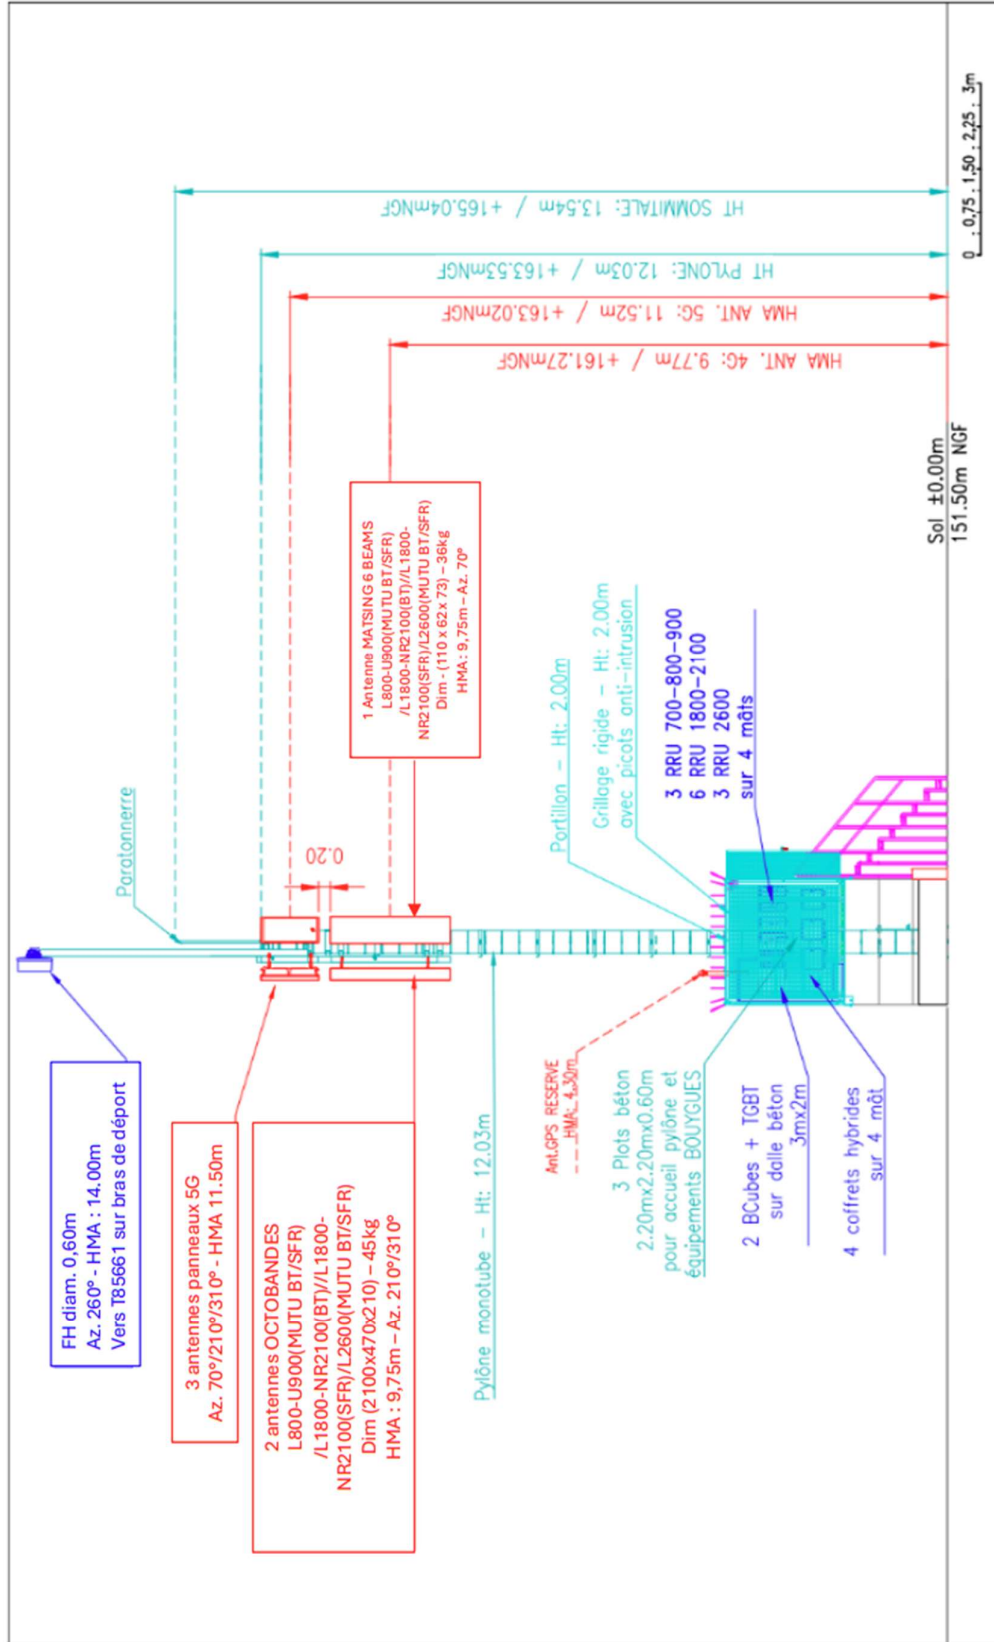 FH diam. 0,60m
Az. 260° - HMA : 14.00m
Vers T85661 sur bras de déport
3 antennes panneaux 5G
Az. 70°/210°/310° - HMA 11.50m
2 antennes OCTOBANDES
L800-U900(MUTU BT/SFR)
/L1800-NR2100(BT)//L1800-
NR2100(SFR)/L2600(MUTU BT/SFR)
Dim (2100x470x210) – 45kg
HMA : 9,75m – Az. 210°/310°
Pylône monotube - Ht: 12.03m
Ant.GPS RESERVE
HMA: 4.30m
3 Plots béton
2.20mx2.20mx0.60m
pour accueil pylône et
équipements BOUYGUES
2 BCubes + TGBT
sur dalle béton
3mx2m
4 coffrets hybrides
sur 4 mât
Paratonnerre
0.20
1 Antenne MATSING 6 BEAMS
L800-U900(MUTU BT/SFR)
/L1800-NR2100(BT)//L1800-
NR2100(SFR)/L2600(MUTU BT/SFR)
Dim - (110 x 62 x 73) – 36kg
HMA : 9,75m – Az. 70°
Portillon - Ht: 2.00m
Grillage rigide - Ht: 2.00m
avec picots anti-intrusion
3 RRU 700-800-900
6 RRU 1800-2100
3 RRU 2600
sur 4 mâts
HT SOMMITALE: 13.54m / +165.04mNGF
HT PYLONE: 12.03m / +163.53mNGF
HMA ANT. 5G: 11.52m / +163.02mNGF
HMA ANT. 4G: 9.77m / +161.27mNGF
Sol ±0.00m
151.50m NGF
0 0,75 1,50 2,25 3m